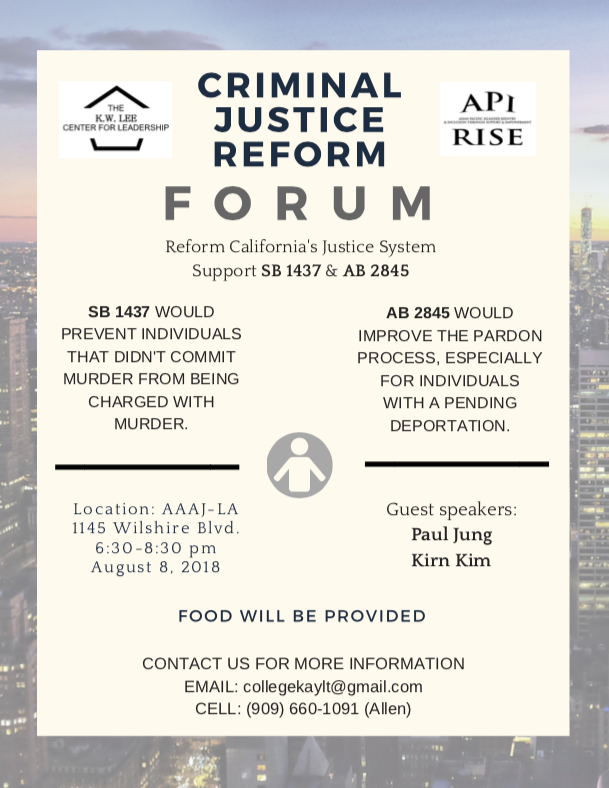 THE
K.W. LEE
CENTER FOR LEADERSHIP
CRIMINAL
JUSTICE
REFORM
API
ASIAN PACIFIC ISLANDER REENTRY
& INCLUSION THROUGH SUPPORT & EMPOWERMENT
RISE
FORUM
Reform California's Justice System
Support SB 1437 & AB 2845
SB 1437 WOULD
PREVENT INDIVIDUALS
THAT DIDN'T COMMIT
MURDER FROM BEING
CHARGED WITH
MURDER.
AB 2845 WOULD
IMPROVE THE PARDON
PROCESS, ESPECIALLY
FOR INDIVIDUALS
WITH A PENDING
DEPORTATION.
Location: AAAJ-LA
1145 Wilshire Blvd.
6:30-8:30 pm
August 8, 2018
Guest speakers:
Paul Jung
Kirn Kim
FOOD WILL BE PROVIDED
CONTACT US FOR MORE INFORMATION
EMAIL: collegekaylt@gmail.com
CELL: (909) 660-1091 (Allen)